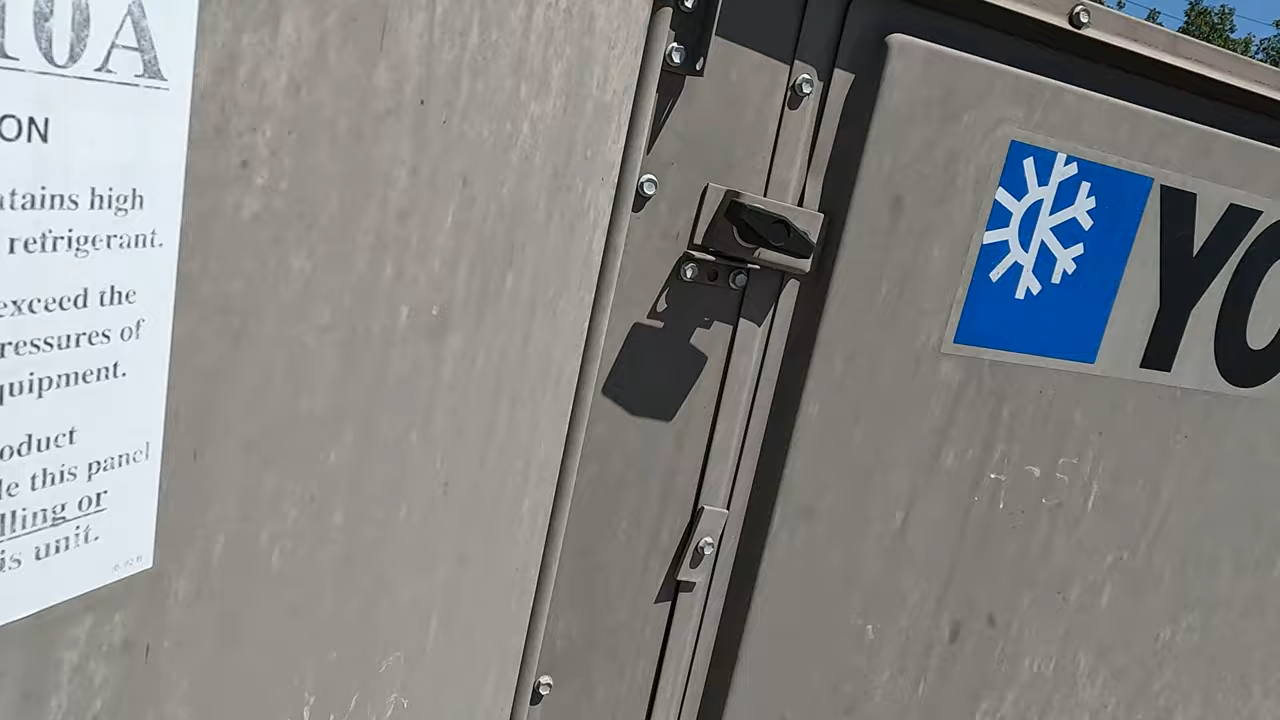 10A
ON
tains high
refrigerant.
exceed the
ressures of
quipment.
oduct
le this panel
lling or
is unit.
YO